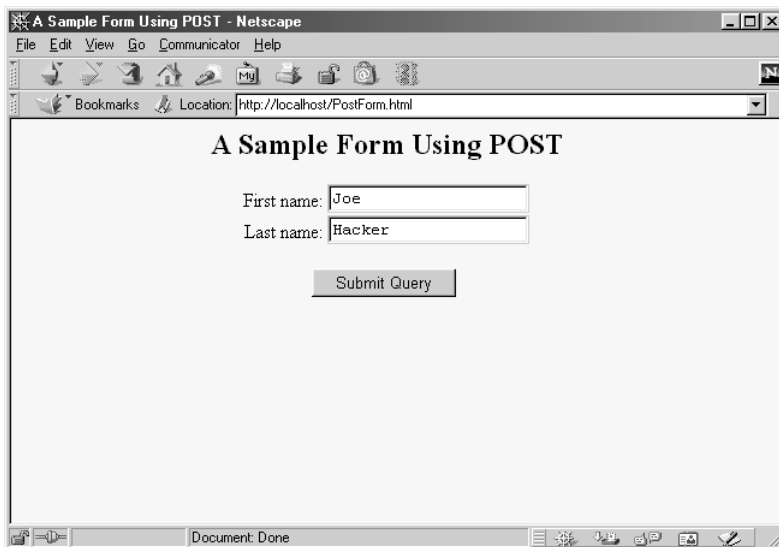 A Sample Form Using POST - Netscape
File Edit View Go Communicator Help
My
N
Bookmarks Location: http://localhost/PostForm.html
A Sample Form Using POST
First name: Joe
Last name: Hacker
Submit Query
Document: Done